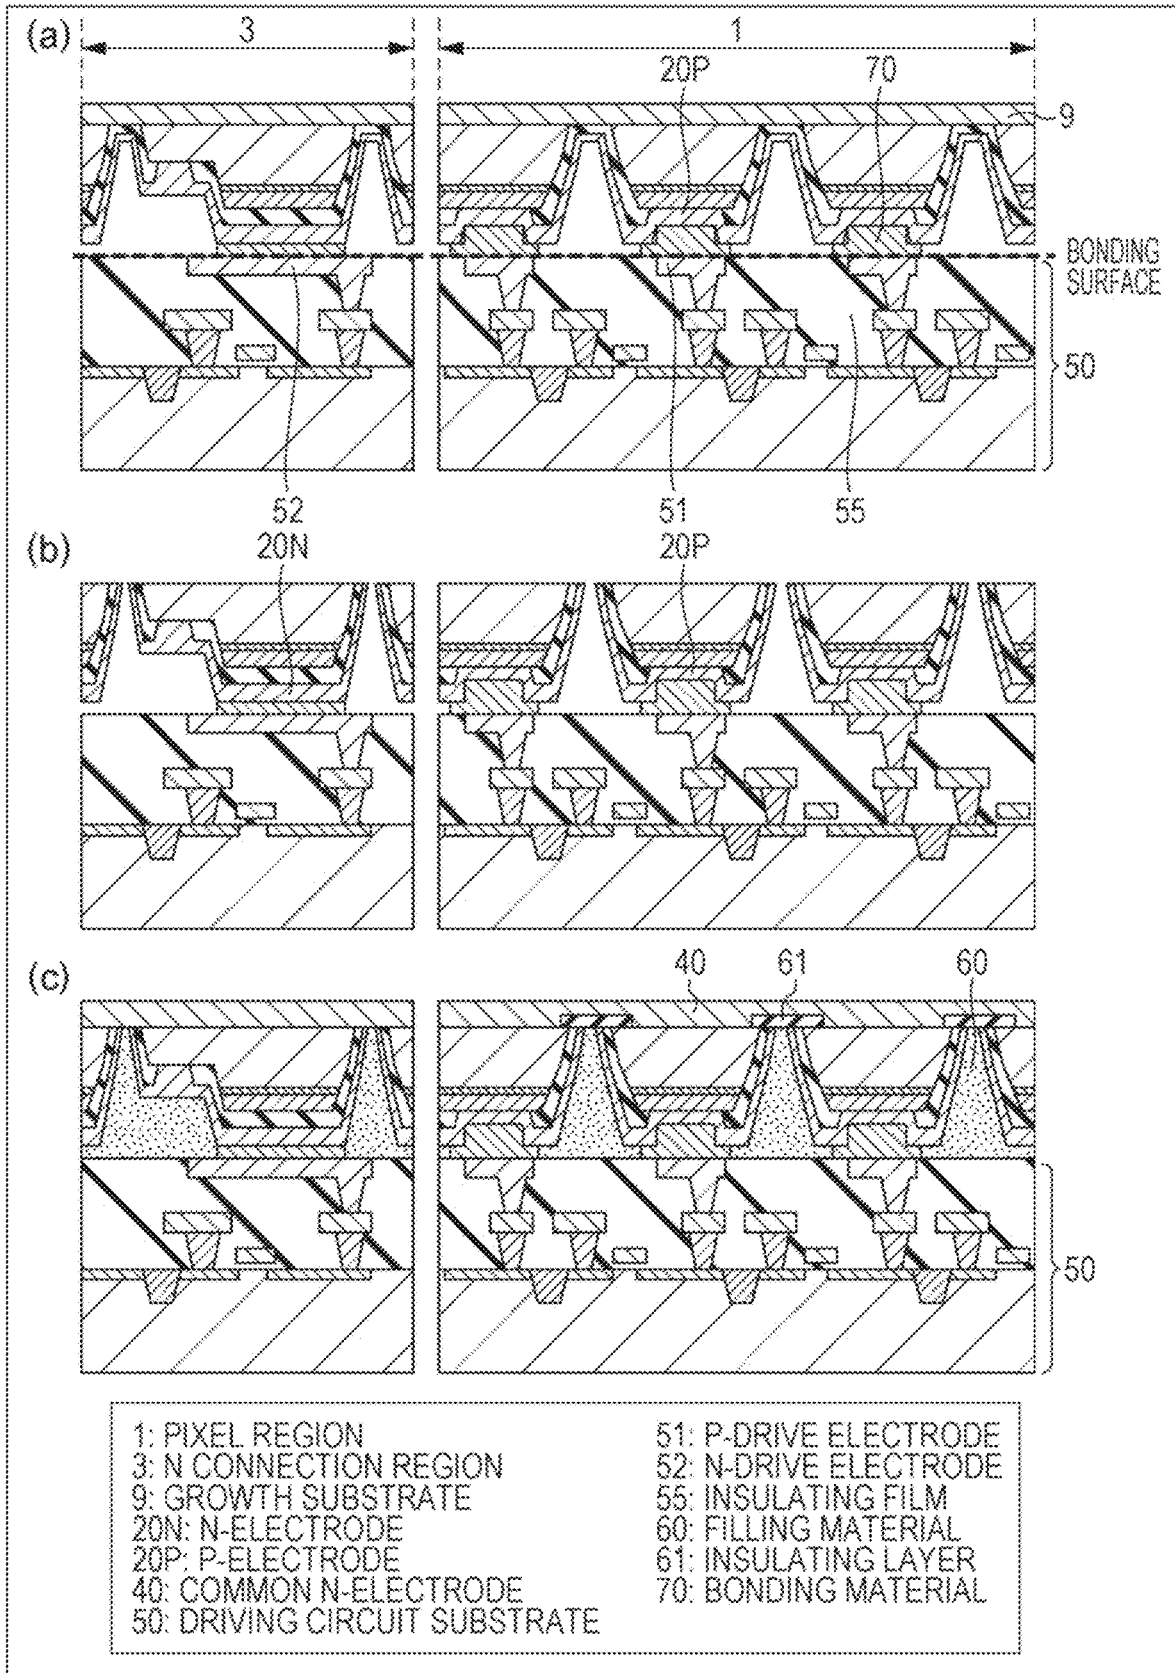 (a)
3
1
20P
70
9
BONDING
SURFACE
50
52
51
55
(b)
20N
20P
(c)
40
61
60
50
1: PIXEL REGION
3: N CONNECTION REGION
9: GROWTH SUBSTRATE
20N: N-ELECTRODE
20P: P-ELECTRODE
40: COMMON N-ELECTRODE
50: DRIVING CIRCUIT SUBSTRATE
51: P-DRIVE ELECTRODE
52: N-DRIVE ELECTRODE
55: INSULATING FILM
60: FILLING MATERIAL
61: INSULATING LAYER
70: BONDING MATERIAL